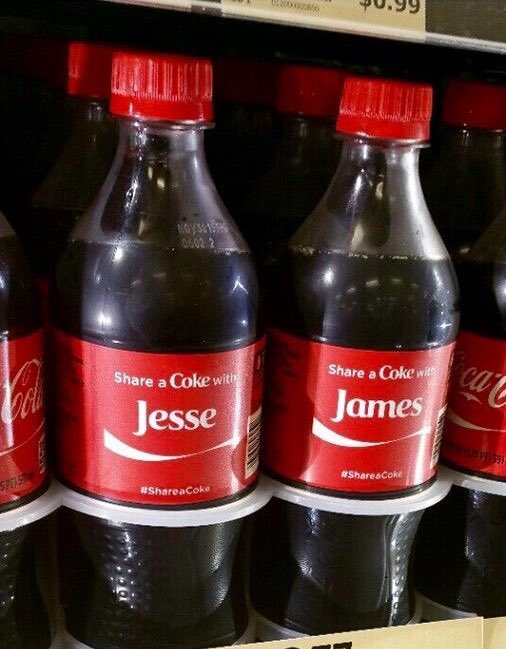 $0.99
Share a Coke with
Jesse
#ShareaCoke
Share a Coke with
James
#ShareaCoke